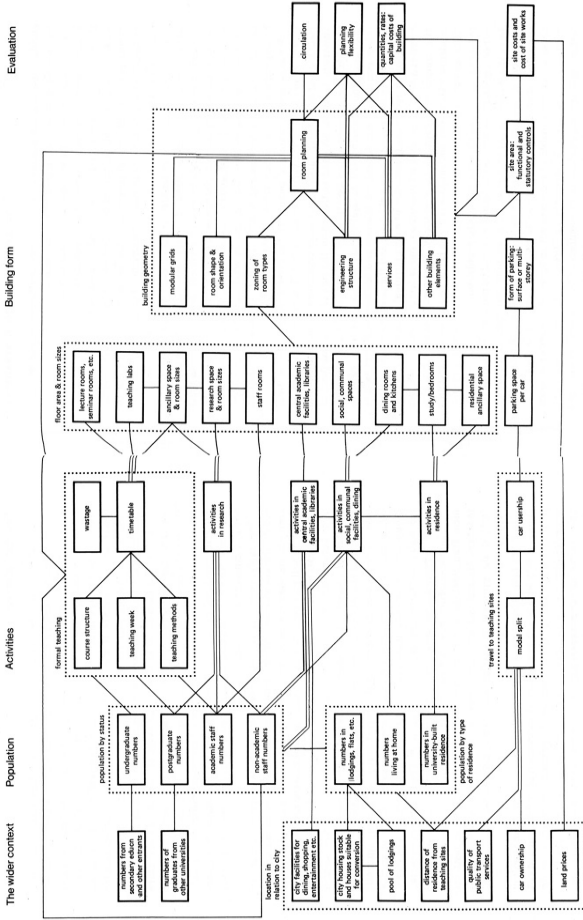 The wider context
Population
Activities
Building form
Evaluation
numbers from
secondary educn
and other entrants
numbers of
graduates from
other universities
location in
relation to city
city facilities for
dining, shopping,
entertainment etc.
city housing stock
and houses suitable
for conversion
pool of lodgings
distance of
residence from
teaching sites
quality of
public transport
services
car ownership
land prices
population by status
undergraduate
numbers
postgraduate
numbers
academic staff
numbers
non-academic
staff numbers
numbers in
lodgings, flats, etc.
numbers
living at home
numbers in
university-built
residence
population by type
of residence
formal teaching
course structure
teaching week
teaching methods
wastage
timetable
activities
in research
activities in
central academic
facilities, libraries
activities in
social, communal
facilities, dining
activities in
residence
travel to teaching sites
modal split
car usership
floor area & room sizes
lecture rooms,
seminar rooms, etc.
teaching labs
ancillary space
& room sizes
research space
& room sizes
staff rooms
central academic
facilities, libraries
social, communal
spaces
dining rooms
and kitchens
study/bedrooms
residential
ancillary space
parking space
per car
building geometry
modular grids
room shape &
orientation
zoning of
room types
engineering
structure
services
other building
elements
form of parking:
surface or multi-
storey
room planning
site area:
functional and
statutory controls
circulation
planning
flexibility
quantities, rates:
capital costs of
building
site costs and
cost of site works